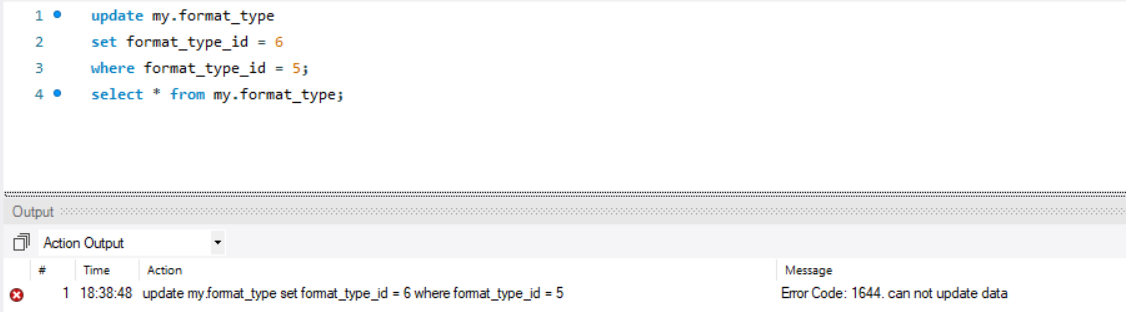 1 update my.format_type
2 set format_type_id = 6
3 where format_type_id = 5;
4 select * from my.format_type;
Output
Action Output
# Time Action Message
1 18:38:48 update my.format_type set format_type_id = 6 where format_type_id = 5 Error Code: 1644. can not update data